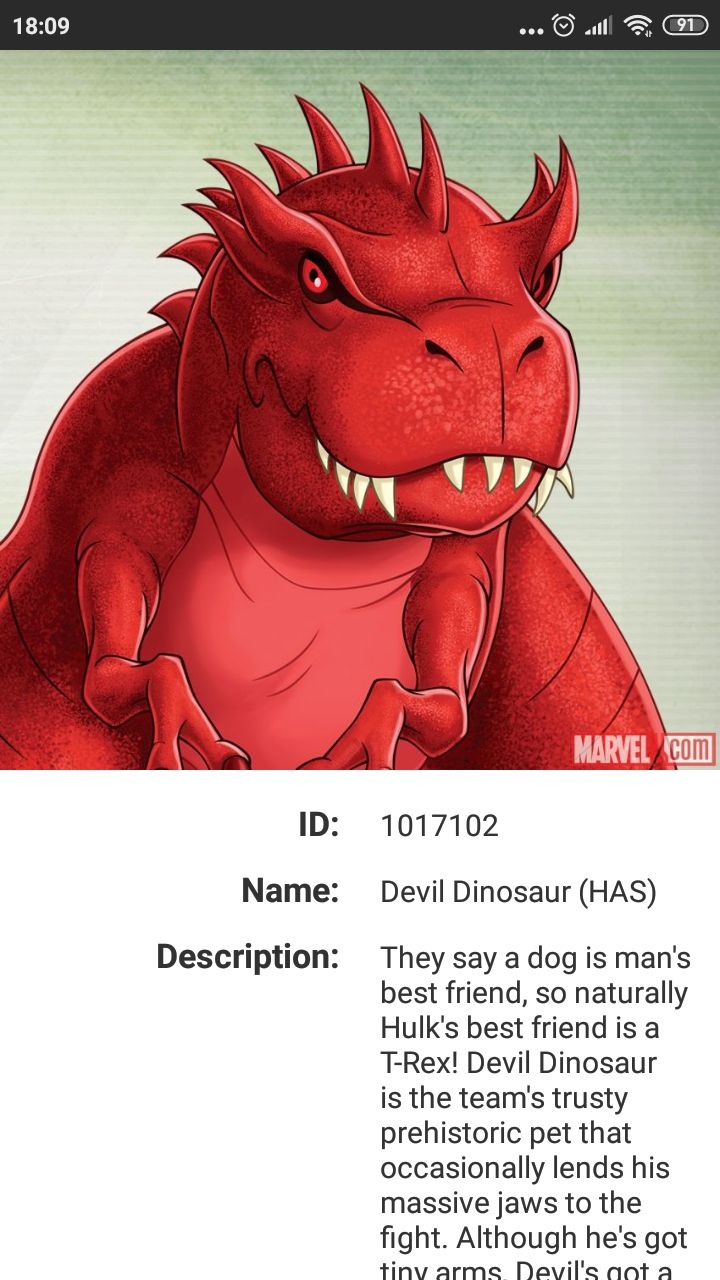 18:09
91
MARVEL.COM
ID: 1017102
Name: Devil Dinosaur (HAS)
Description: They say a dog is man's
best friend, so naturally
Hulk's best friend is a
T-Rex! Devil Dinosaur
is the team's trusty
prehistoric pet that
occasionally lends his
massive jaws to the
fight. Although he's got
tiny arms, Devil's got a